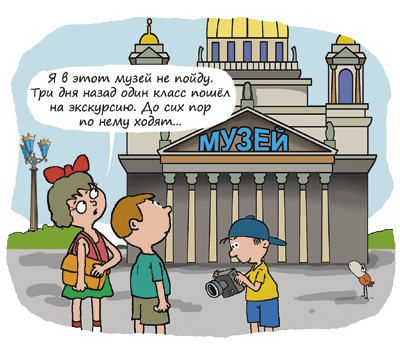 Я в этот музей не пойду.
Три дня назад один класс пошёл
на экскурсию. До сих пор
по нему ходят...
МУЗЕЙ